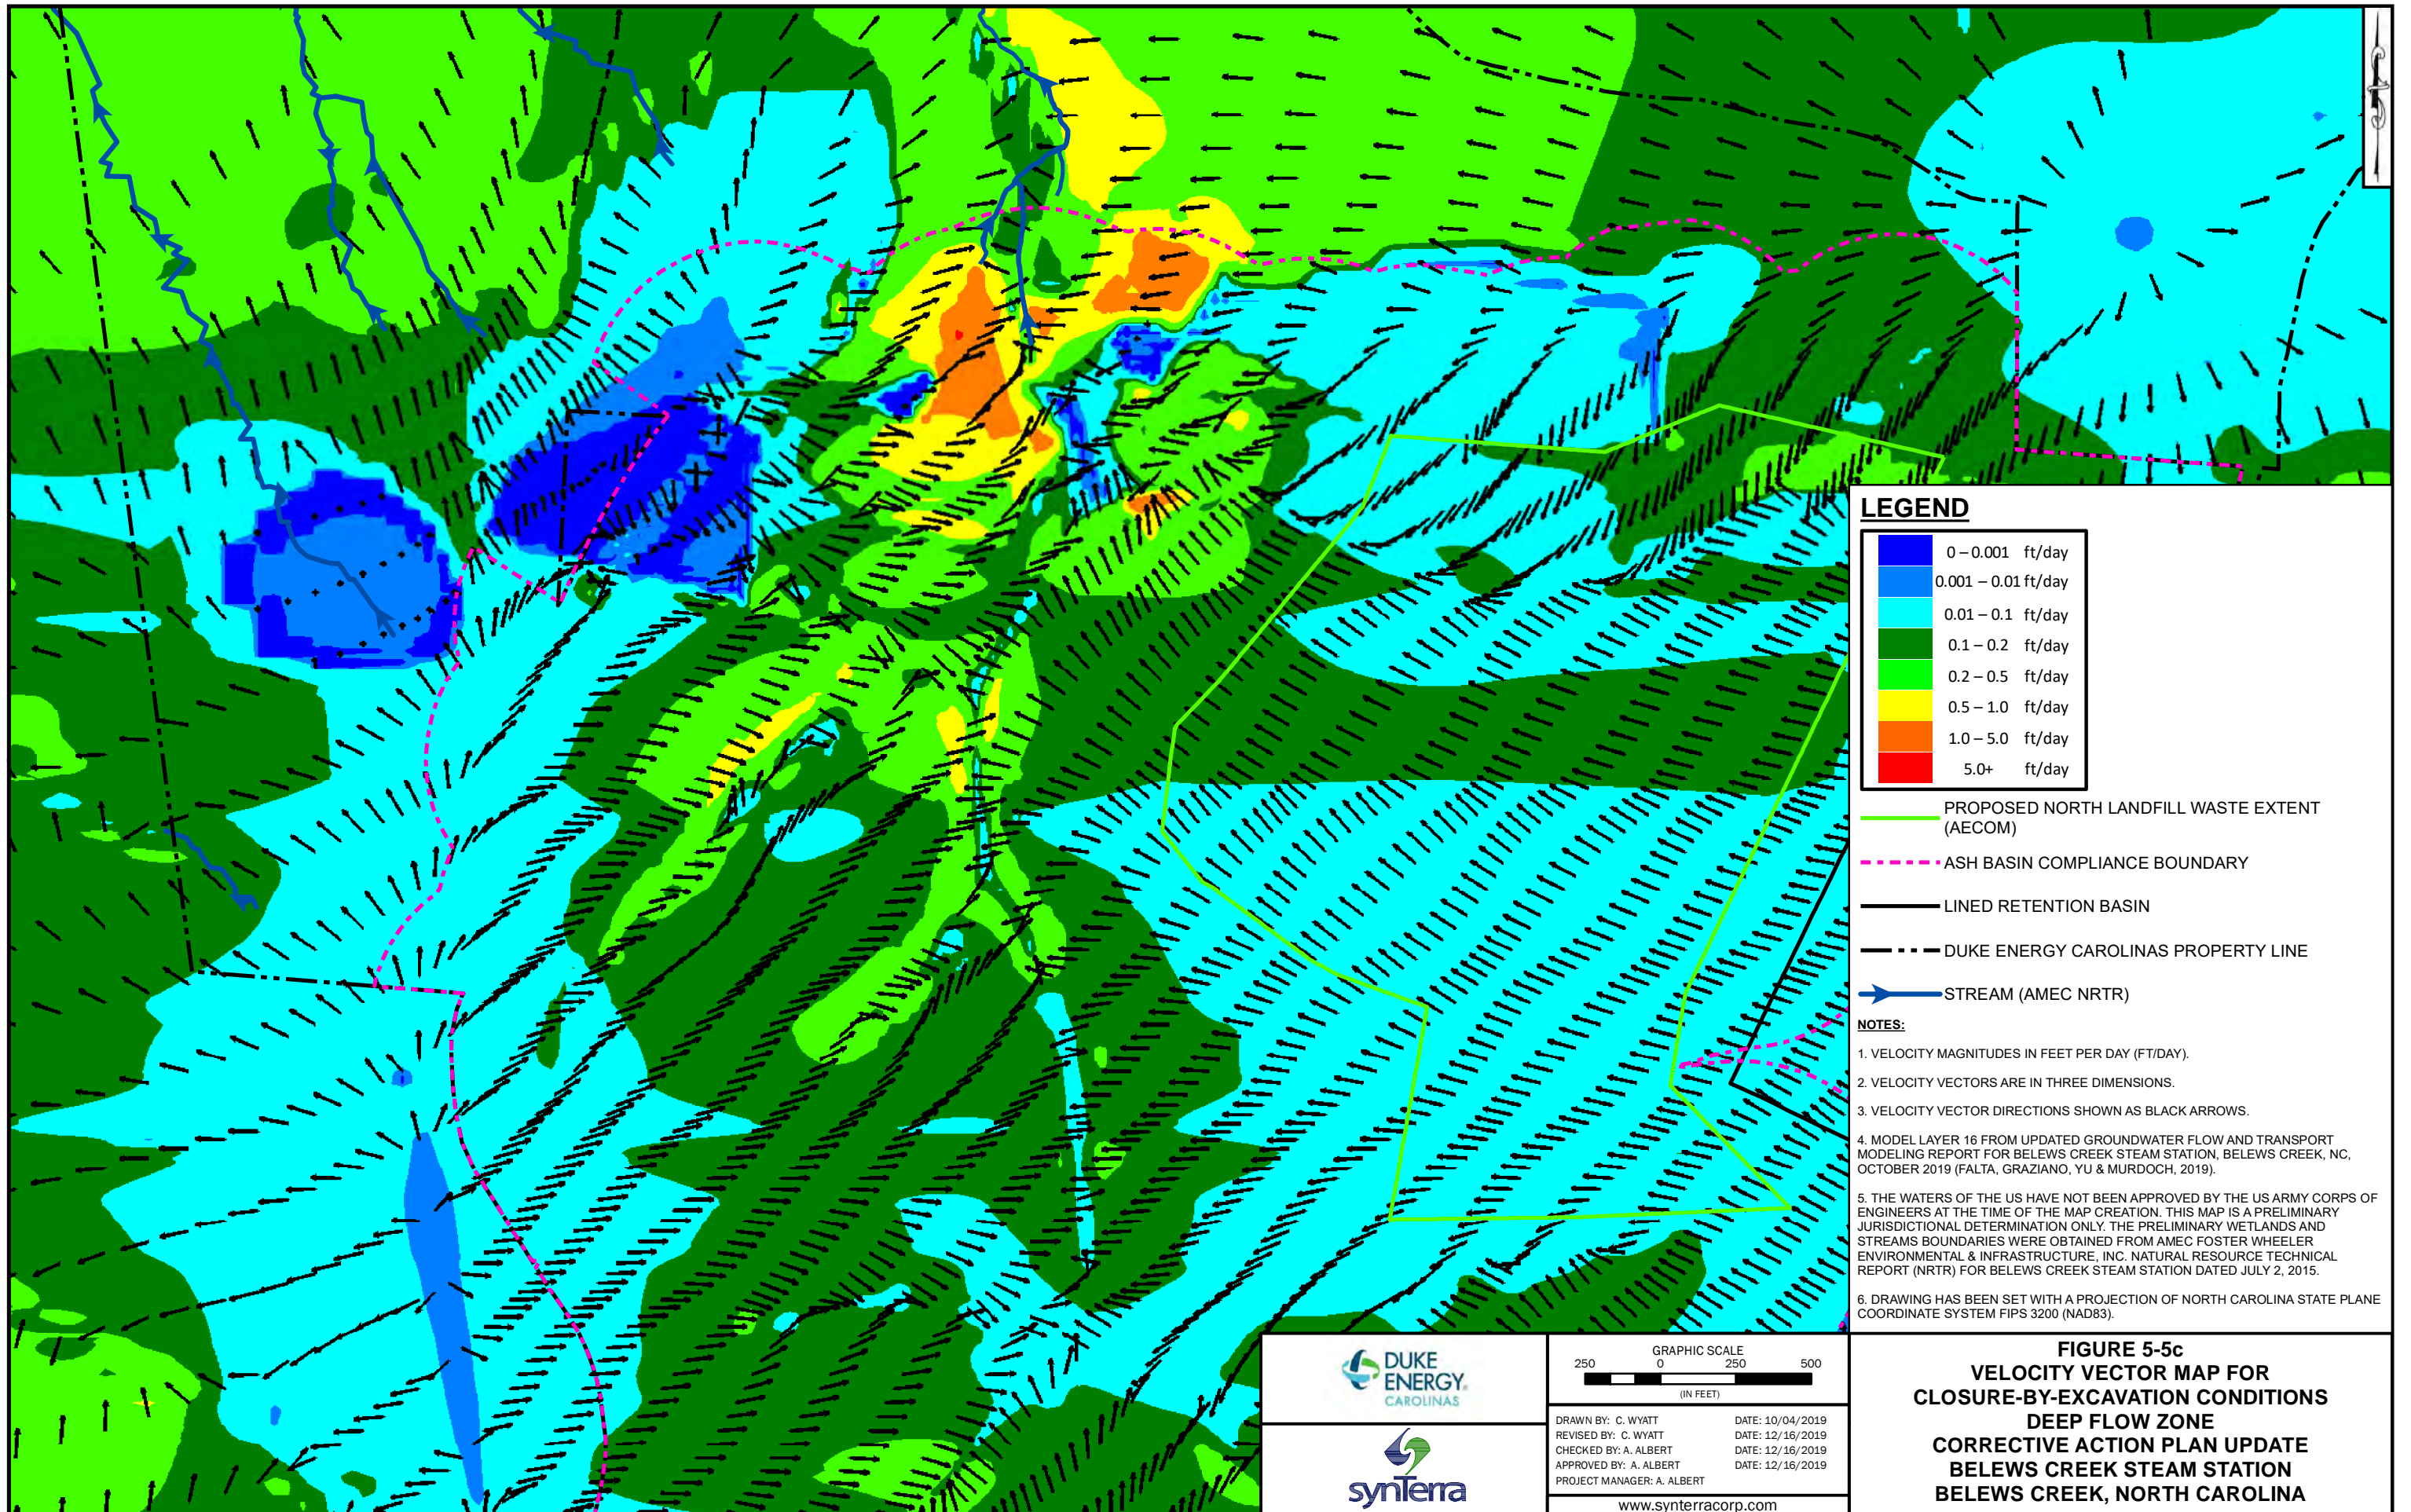 LEGEND
0 – 0.001 ft/day
0.001 – 0.01 ft/day
0.01 – 0.1 ft/day
0.1 – 0.2 ft/day
0.2 – 0.5 ft/day
0.5 – 1.0 ft/day
1.0 – 5.0 ft/day
5.0+ ft/day
PROPOSED NORTH LANDFILL WASTE EXTENT
(AECOM)
ASH BASIN COMPLIANCE BOUNDARY
LINED RETENTION BASIN
DUKE ENERGY CAROLINAS PROPERTY LINE
STREAM (AMEC NRTR)
NOTES:
1. VELOCITY MAGNITUDES IN FEET PER DAY (FT/DAY).
2. VELOCITY VECTORS ARE IN THREE DIMENSIONS.
3. VELOCITY VECTOR DIRECTIONS SHOWN AS BLACK ARROWS.
4. MODEL LAYER 16 FROM UPDATED GROUNDWATER FLOW AND TRANSPORT
MODELING REPORT FOR BELEWS CREEK STEAM STATION, BELEWS CREEK, NC,
OCTOBER 2019 (FALTA, GRAZIANO, YU & MURDOCH, 2019).
5. THE WATERS OF THE US HAVE NOT BEEN APPROVED BY THE US ARMY CORPS OF
ENGINEERS AT THE TIME OF THE MAP CREATION. THIS MAP IS A PRELIMINARY
JURISDICTIONAL DETERMINATION ONLY. THE PRELIMINARY WETLANDS AND
STREAMS BOUNDARIES WERE OBTAINED FROM AMEC FOSTER WHEELER
ENVIRONMENTAL & INFRASTRUCTURE, INC. NATURAL RESOURCE TECHNICAL
REPORT (NRTR) FOR BELEWS CREEK STEAM STATION DATED JULY 2, 2015.
6. DRAWING HAS BEEN SET WITH A PROJECTION OF NORTH CAROLINA STATE PLANE
COORDINATE SYSTEM FIPS 3200 (NAD83).
DUKE
ENERGY®
CAROLINAS
synTerra
GRAPHIC SCALE
250 0 250 500
(IN FEET)
DRAWN BY: C. WYATT DATE: 10/04/2019
REVISED BY: C. WYATT DATE: 12/16/2019
CHECKED BY: A. ALBERT DATE: 12/16/2019
APPROVED BY: A. ALBERT DATE: 12/16/2019
PROJECT MANAGER: A. ALBERT
www.synterracorp.com
FIGURE 5-5c
VELOCITY VECTOR MAP FOR
CLOSURE-BY-EXCAVATION CONDITIONS
DEEP FLOW ZONE
CORRECTIVE ACTION PLAN UPDATE
BELEWS CREEK STEAM STATION
BELEWS CREEK, NORTH CAROLINA